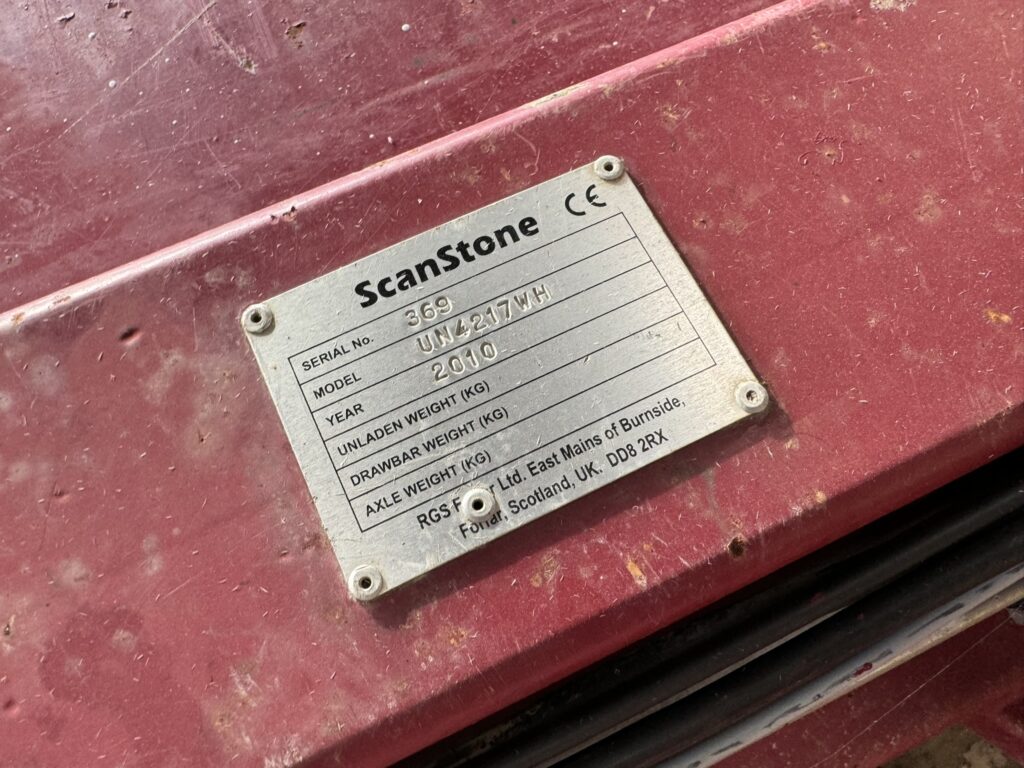 ScanStone CE
SERIAL No. 369
MODEL UN4217WH
YEAR 2010
UNLADEN WEIGHT (KG)
DRAWBAR WEIGHT (KG)
AXLE WEIGHT (KG)
RGS Ltd. East Mains of Burnside,
Forfar, Scotland, UK. DD8 2RX